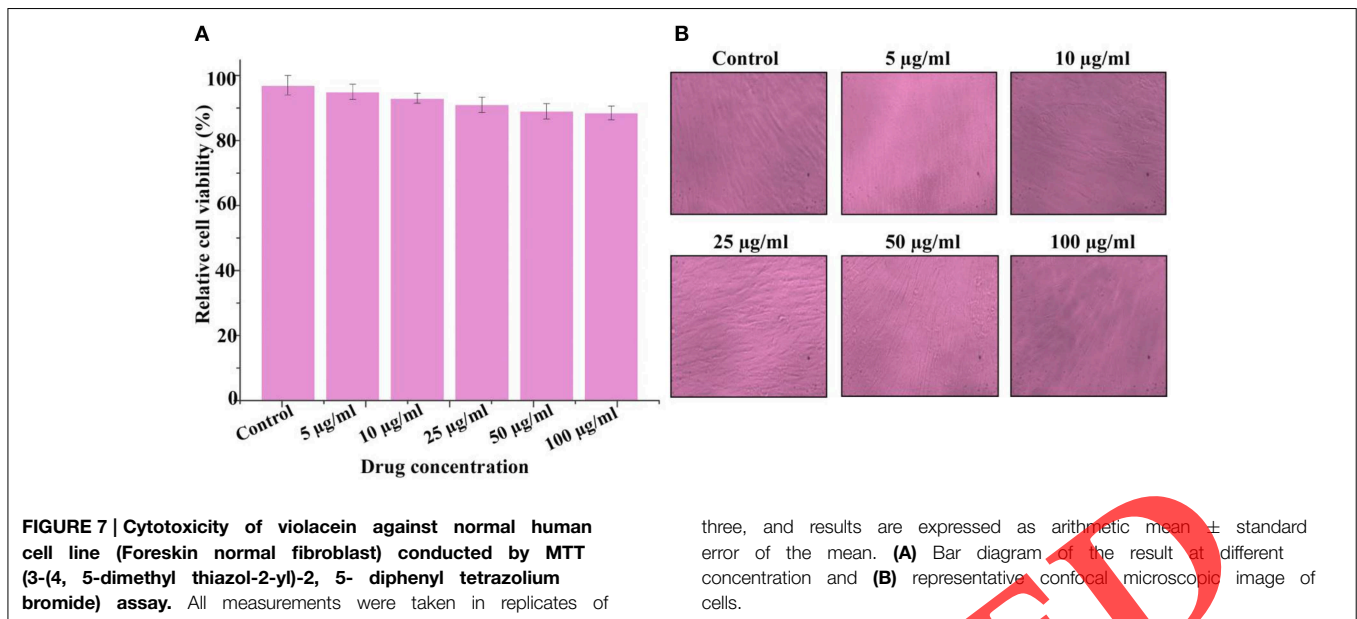 A
Relative cell viability (%)
100
80
60
40
20
0
Control
5 µg/ml
10 µg/ml
25 µg/ml
50 µg/ml
100 µg/ml
Drug concentration
B
Control
5 µg/ml
10 µg/ml
25 µg/ml
50 µg/ml
100 µg/ml
FIGURE 7 | Cytotoxicity of violacein against normal human
cell line (Foreskin normal fibroblast) conducted by MTT
(3-(4, 5-dimethyl thiazol-2-yl)-2, 5- diphenyl tetrazolium
bromide) assay. All measurements were taken in replicates of
three, and results are expressed as arithmetic mean ± standard
error of the mean. (A) Bar diagram of the result at different
concentration and (B) representative confocal microscopic image of
cells.